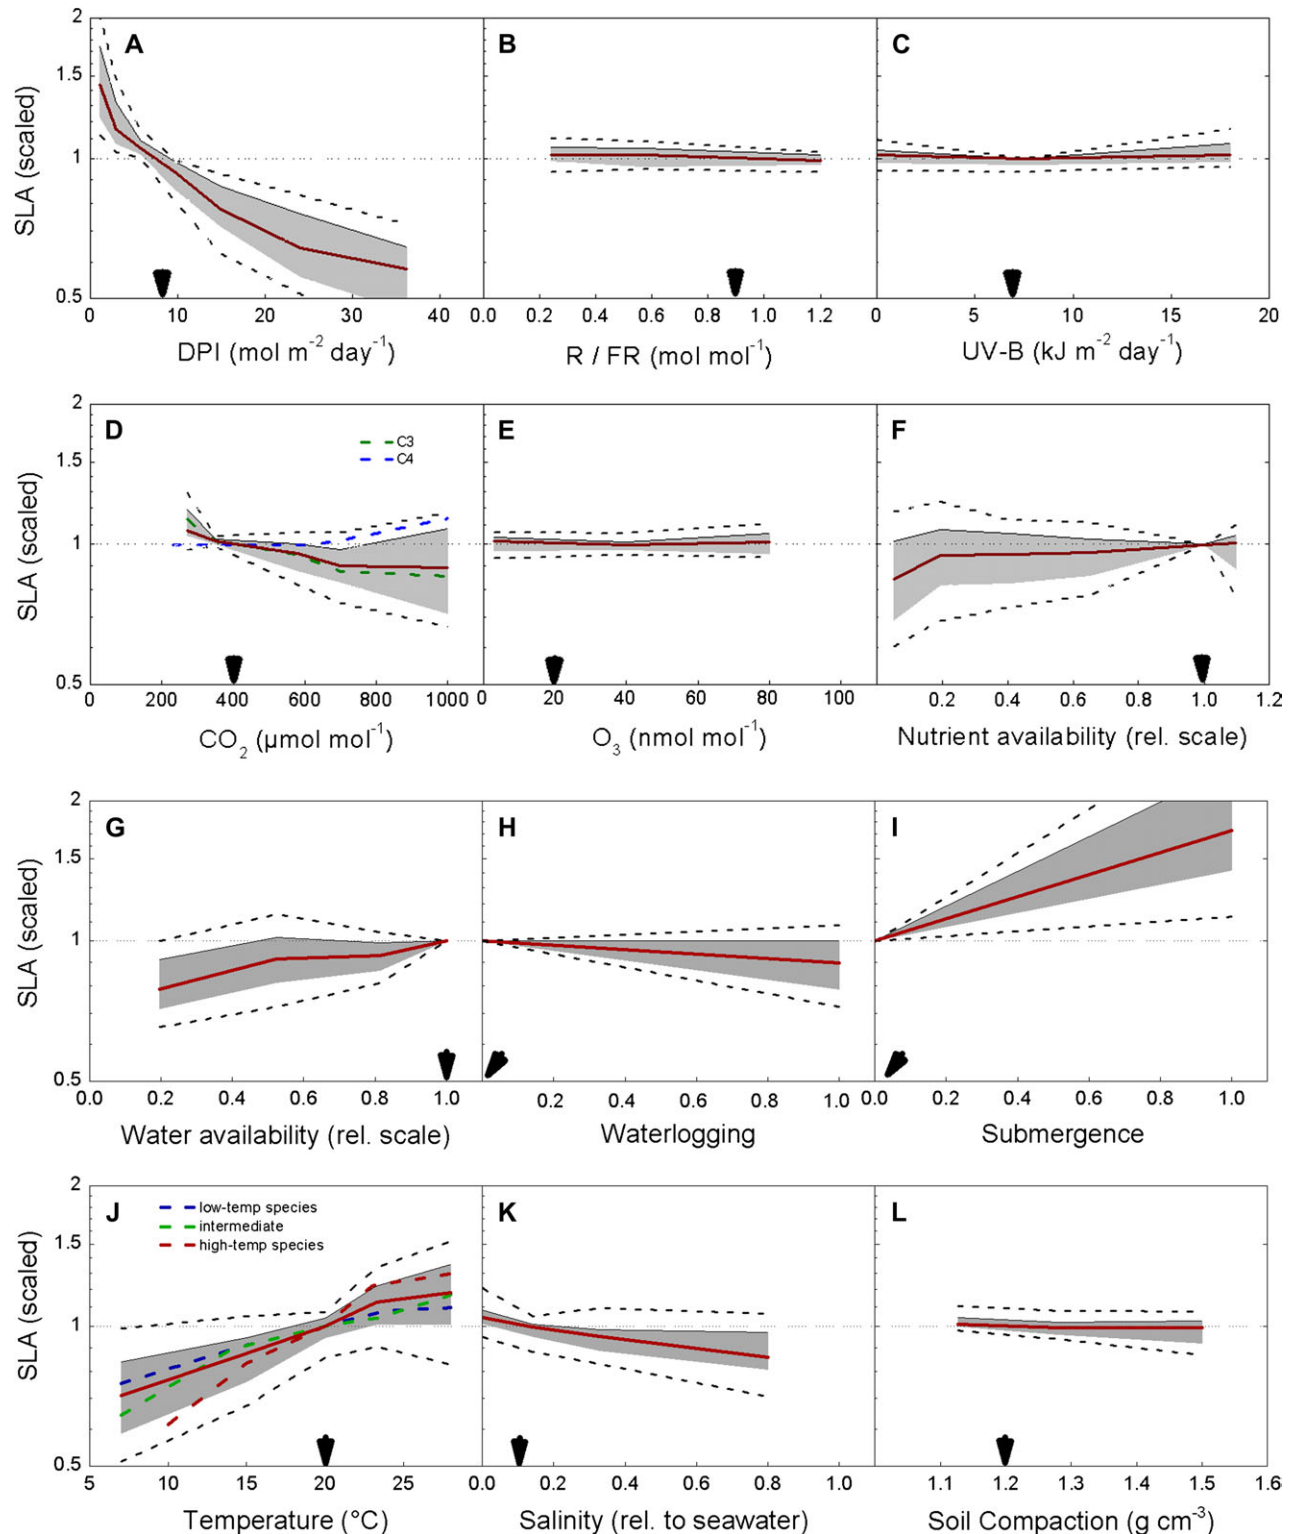 2
1.5
1
0.5
SLA (scaled)
A
B
C
0 10 20 30 40
0.0 0.2 0.4 0.6 0.8 1.0 1.2
0 5 10 15 20
DPI (mol m⁻² day⁻¹)
R / FR (mol mol⁻¹)
UV-B (kJ m⁻² day⁻¹)
2
1.5
1
0.5
SLA (scaled)
D
C3
C4
E
F
0 200 400 600 800 1000
0 20 40 60 80 100
0.2 0.4 0.6 0.8 1.0 1.2
CO₂ (μmol mol⁻¹)
O₃ (nmol mol⁻¹)
Nutrient availability (rel. scale)
2
1.5
1
0.5
SLA (scaled)
G
H
I
0.0 0.2 0.4 0.6 0.8 1.0
0.2 0.4 0.6 0.8 1.0
0.0 0.2 0.4 0.6 0.8 1.0
Water availability (rel. scale)
Waterlogging
Submergence
2
1.5
1
0.5
SLA (scaled)
J
low-temp species
intermediate
high-temp species
K
L
5 10 15 20 25
0.0 0.2 0.4 0.6 0.8 1.0
1.1 1.2 1.3 1.4 1.5 1.6
Temperature (°C)
Salinity (rel. to seawater)
Soil Compaction (g cm⁻³)